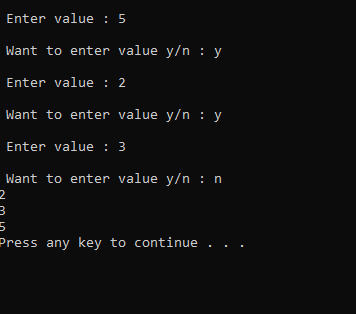 Enter value : 5
Want to enter value y/n : y
Enter value : 2
Want to enter value y/n : y
Enter value : 3
Want to enter value y/n : n
2
3
5
Press any key to continue . . .